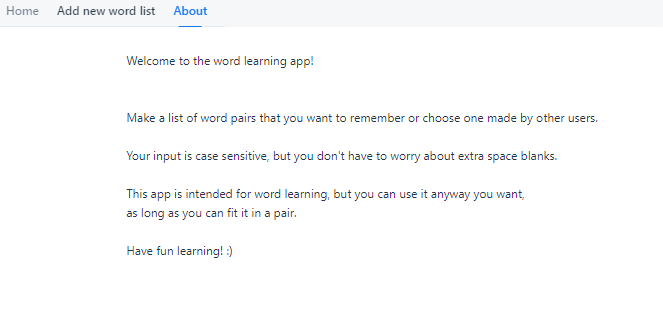 Home Add new word list About
Welcome to the word learning app!
Make a list of word pairs that you want to remember or choose one made by other users.
Your input is case sensitive, but you don't have to worry about extra space blanks.
This app is intended for word learning, but you can use it anyway you want,
as long as you can fit it in a pair.
Have fun learning! :)